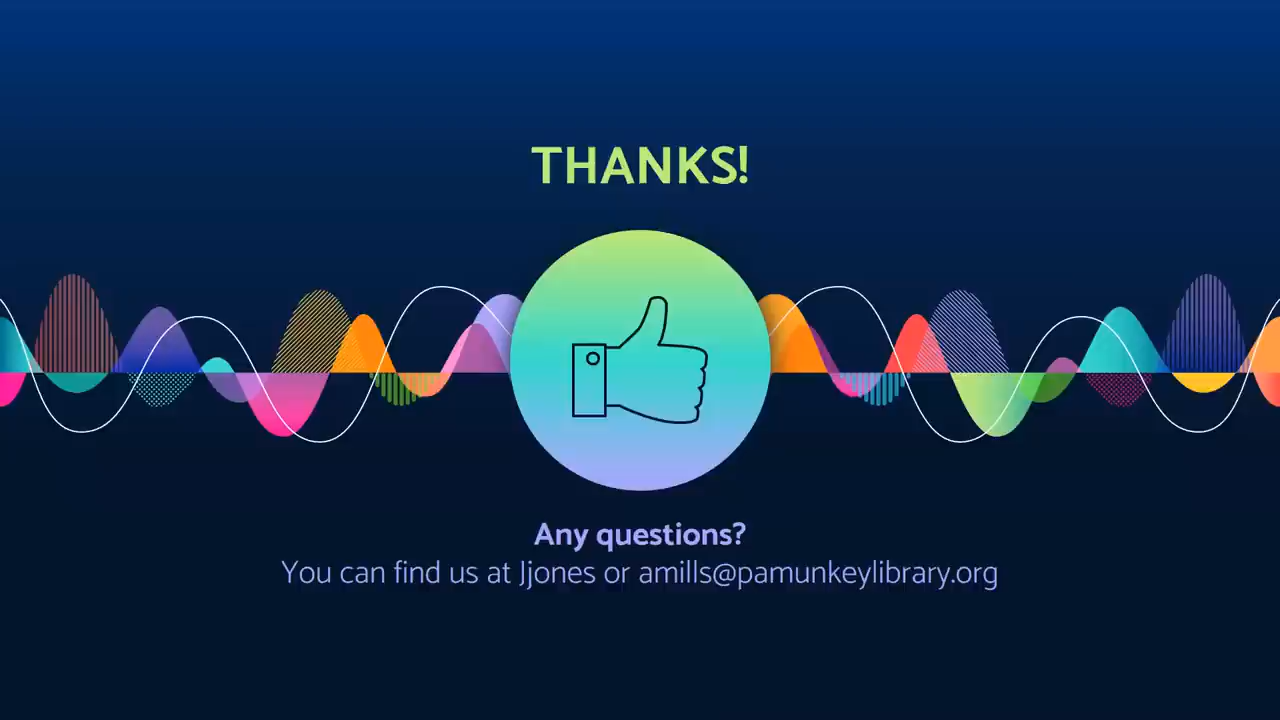 THANKS!
Any questions?
You can find us at Jjones or amills@pamunkeylibrary.org